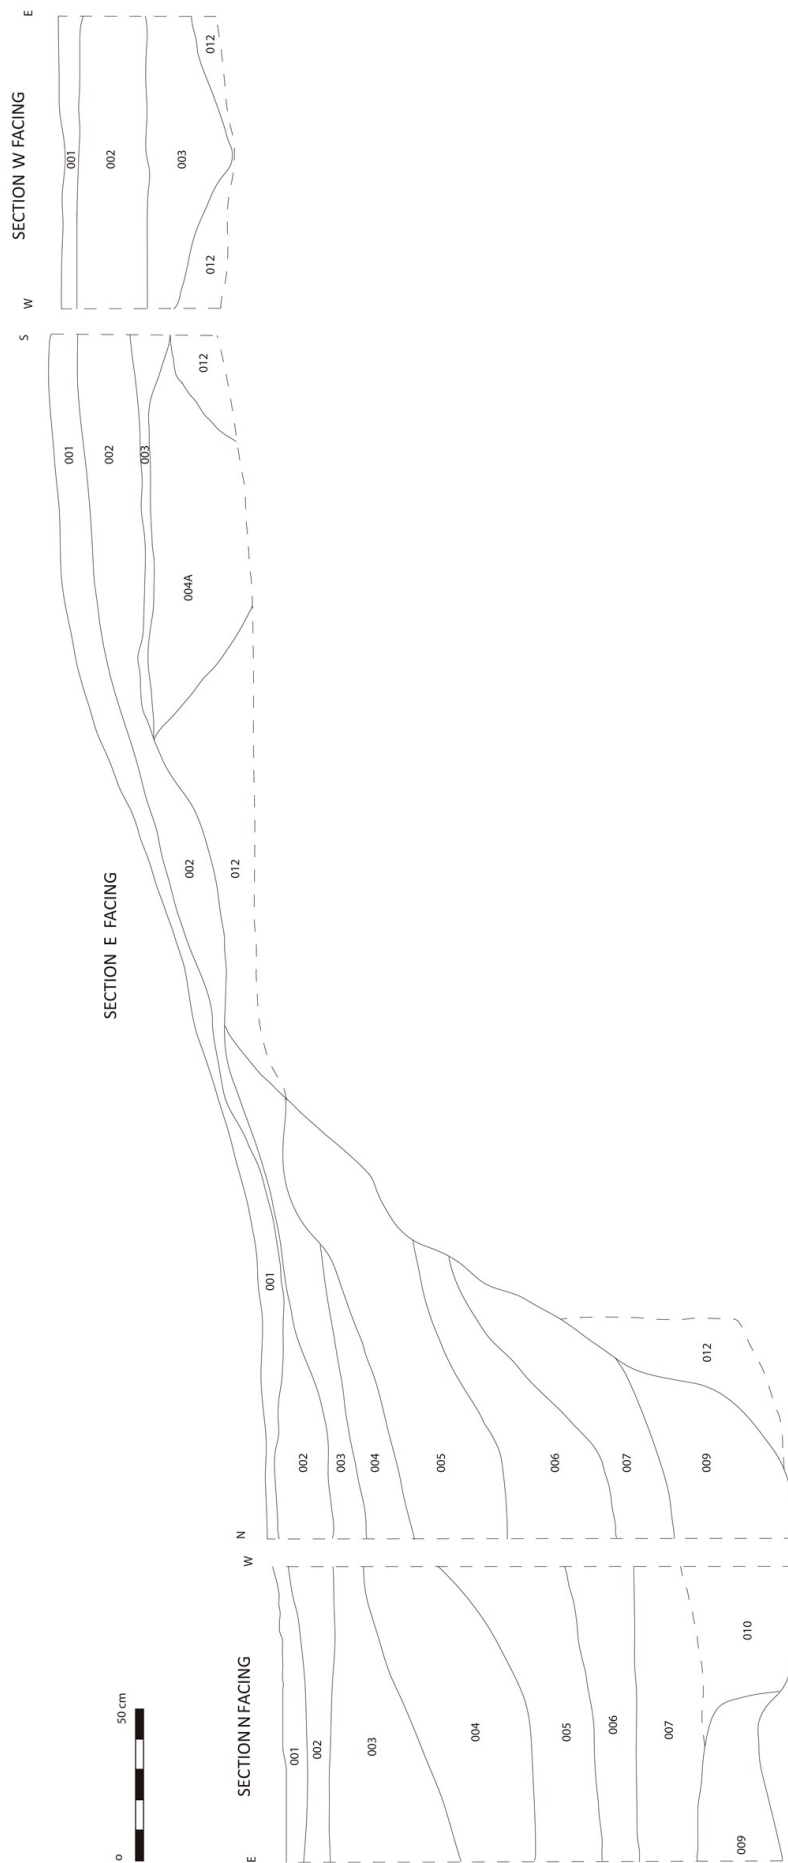 E
W
SECTION W FACING
001
002
003
012
012
S
N
SECTION E FACING
001
002
003
012
004A
002
012
001
002
003
004
005
006
007
009
012
W
E
SECTION N FACING
001
002
003
004
005
006
007
009
010
0
50 cm